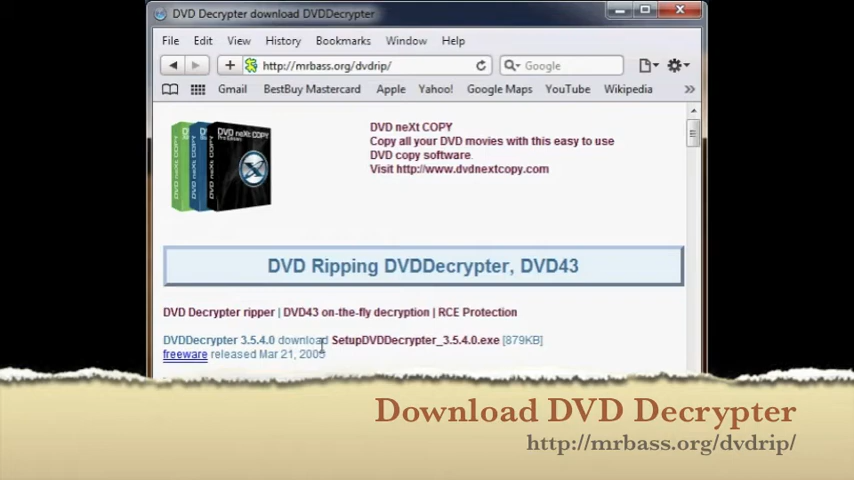 DVD Decrypter download DVDDecrypter
File Edit View History Bookmarks Window Help
http://mrbass.org/dvdrip/ Google
Gmail BestBuy Mastercard Apple Yahoo! Google Maps YouTube Wikipedia »
DVD neXt COPY
DVD neXt COPY
Copy all your DVD movies with this easy to use
DVD copy software.
Visit http://www.dvdnextcopy.com
DVD Ripping DVDDecrypter, DVD43
DVD Decrypter ripper | DVD43 on-the-fly decryption | RCE Protection
DVDDecrypter 3.5.4.0 download SetupDVDDecrypter_3.5.4.0.exe [879KB]
freeware released Mar 21, 2005
Download DVD Decrypter
http://mrbass.org/dvdrip/